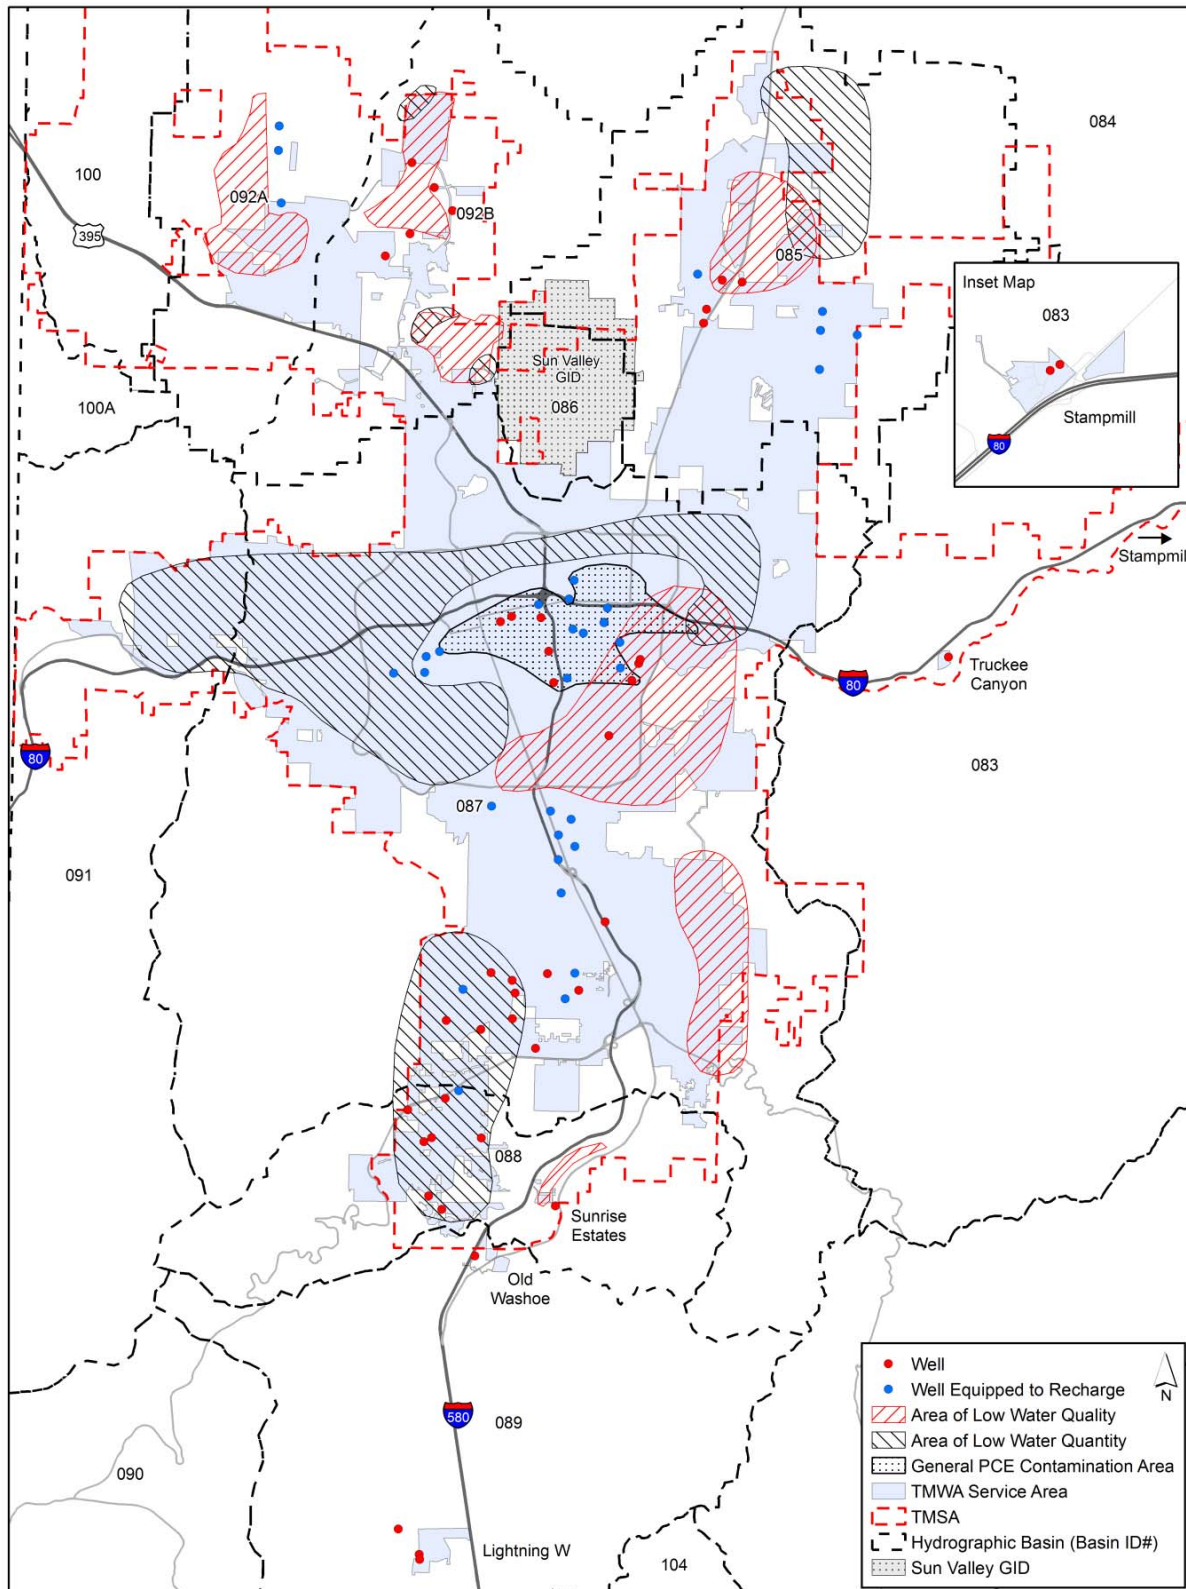 084
100
092A
092B
395
085
Inset Map
083
Sun Valley
GID
086
100A
Stampmill
80
Stampmil
Truckee
Canyon
80
80
083
087
091
088
Sunrise
Estates
Old
Washoe
580
089
090
Lightning W
104
Well
Well Equipped to Recharge
N
Area of Low Water Quality
Area of Low Water Quantity
General PCE Contamination Area
TMWA Service Area
TMSA
Hydrographic Basin (Basin ID#)
Sun Valley GID